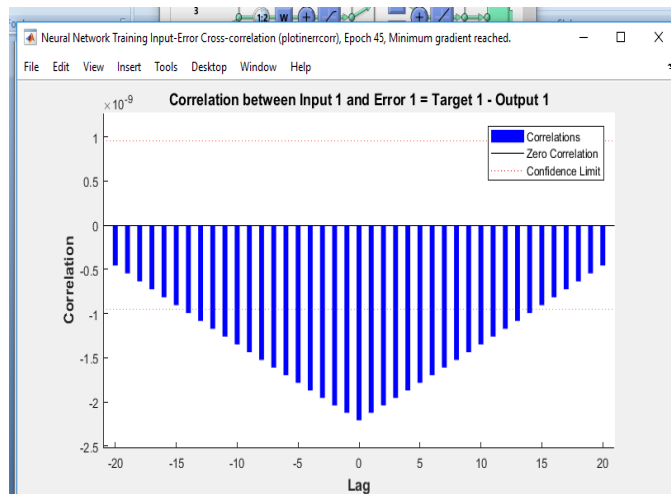 3
1:2 W
Neural Network Training Input-Error Cross-correlation (plotinerrcorr), Epoch 45, Minimum gradient reached.
File Edit View Insert Tools Desktop Window Help
×10⁻⁹
Correlation between Input 1 and Error 1 = Target 1 - Output 1
Correlations
Zero Correlation
Confidence Limit
1
0.5
0
-0.5
-1
-1.5
-2
-2.5
Correlation
-20 -15 -10 -5 0 5 10 15 20
Lag